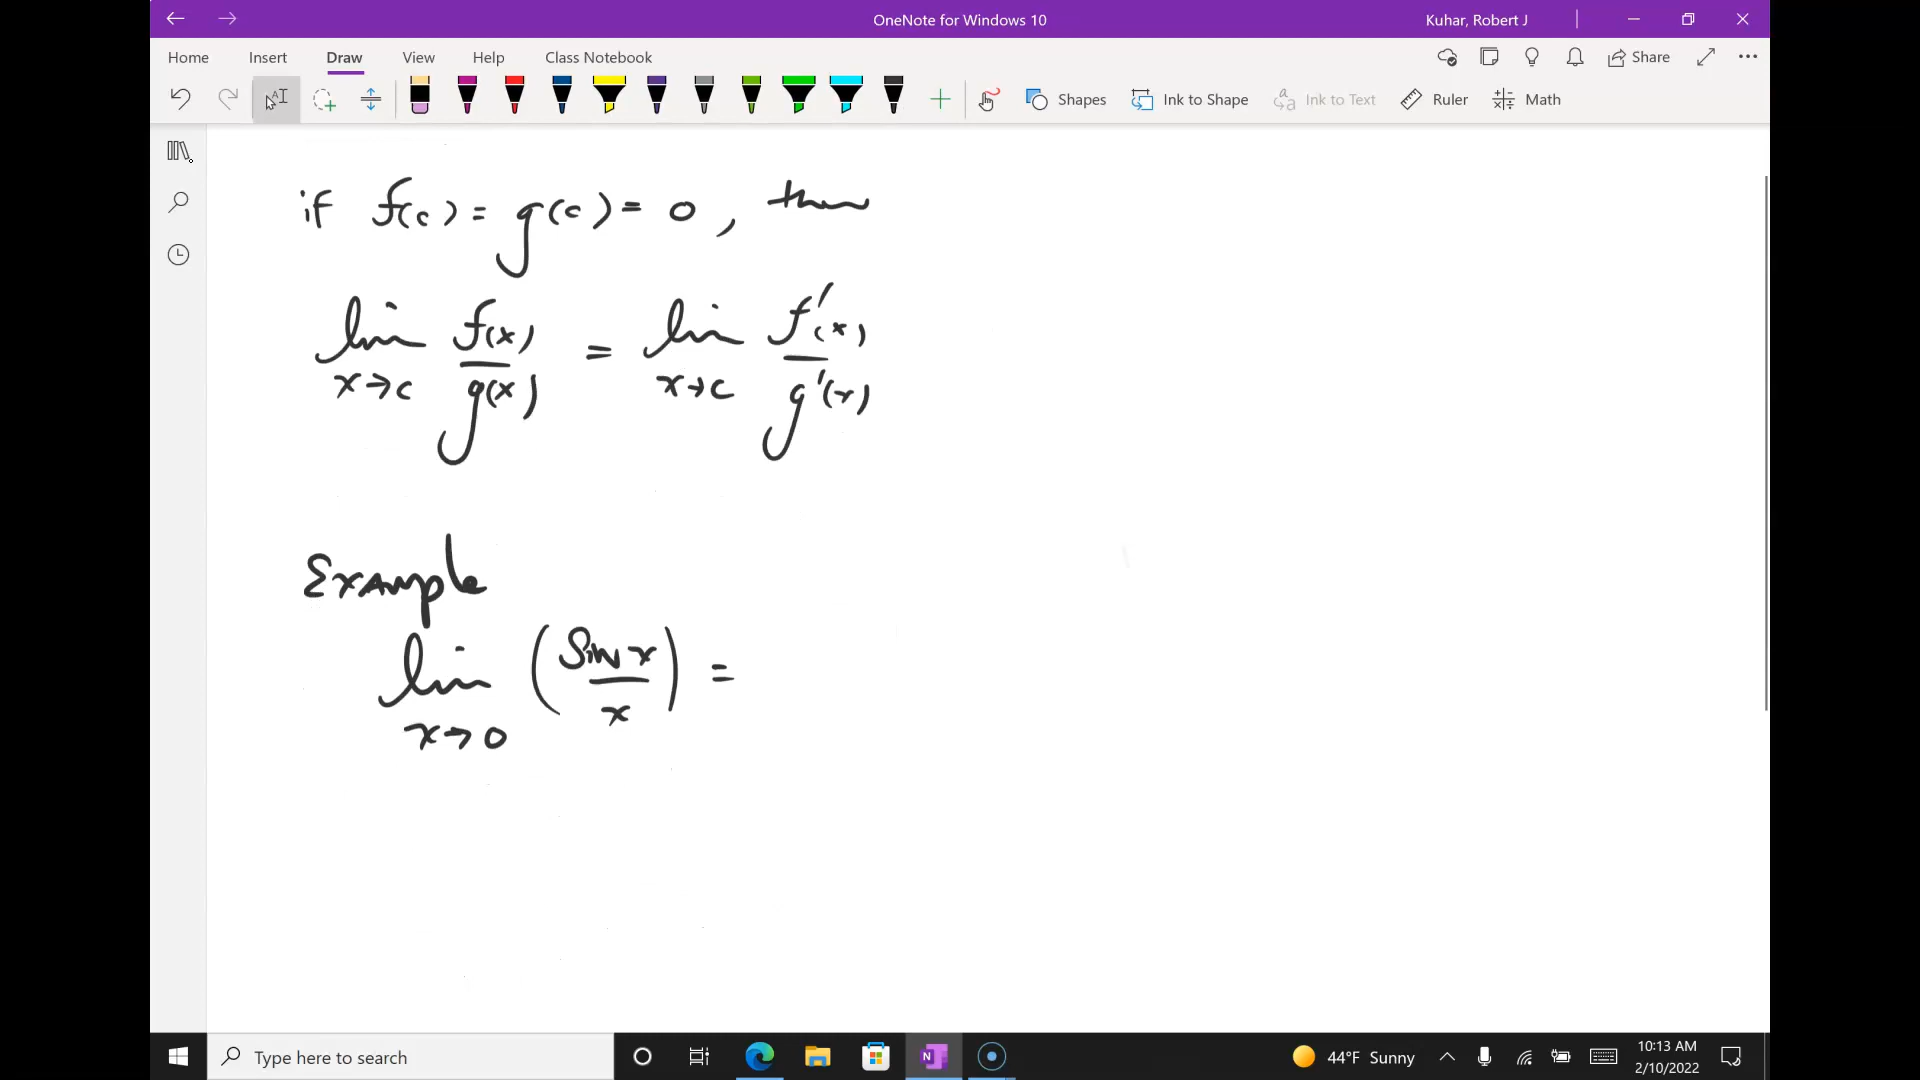 OneNote for Windows 10
Kuhar, Robert J
Home Insert Draw View Help Class Notebook Share
Shapes Ink to Shape Ink to Text Ruler Math
if f(c) = g(c) = 0, then
lim x→c f(x)/g(x) = lim x→c f'(x)/g'(x)
Example
lim x→0 (Sin x/x) =
Type here to search
44°F Sunny
10:13 AM
2/10/2022